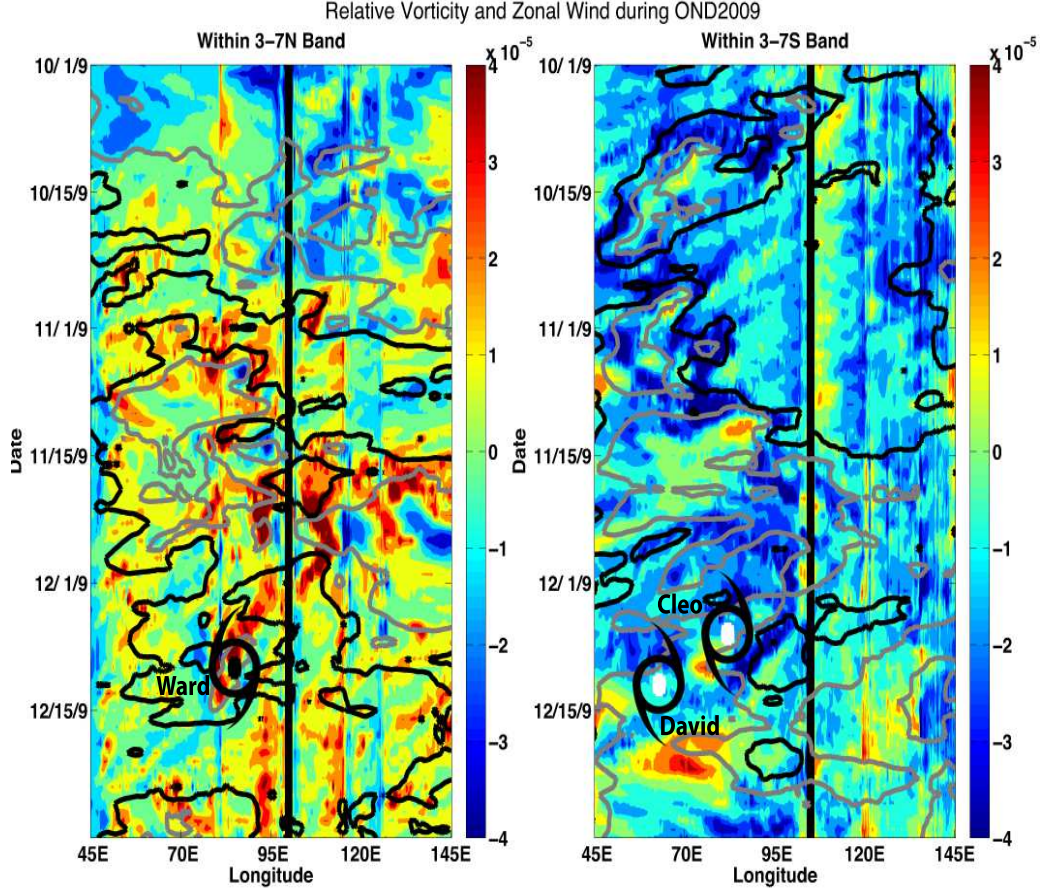 Relative Vorticity and Zonal Wind during OND2009
Within 3-7N Band
x 10⁻⁵
10/ 1/9
10/15/9
11/ 1/9
11/15/9
12/ 1/9
12/15/9
Date
4
3
2
1
0
−1
−2
−3
−4
Ward
45E 70E 95E 120E 145E
Longitude
Within 3-7S Band
x 10⁻⁵
10/ 1/9
10/15/9
11/ 1/9
11/15/9
12/ 1/9
12/15/9
Date
4
3
2
1
0
−1
−2
−3
−4
Cleo
David
45E 70E 95E 120E 145E
Longitude